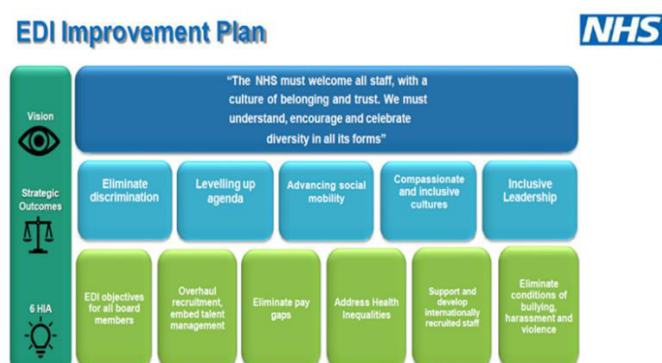 EDI Improvement Plan
NHS
Vision
"The NHS must welcome all staff, with a
culture of belonging and trust. We must
understand, encourage and celebrate
diversity in all its forms"
Strategic
Outcomes
Eliminate
discrimination
Levelling up
agenda
Advancing social
mobility
Compassionate
and inclusive
cultures
Inclusive
Leadership
6 HIA
EDI objectives
for all board
members
Overhaul
recruitment,
embed talent
management
Eliminate pay
gaps
Address Health
Inequalities
Support and
develop
internationally
recruited staff
Eliminate
conditions of
bullying,
harassment and
violence